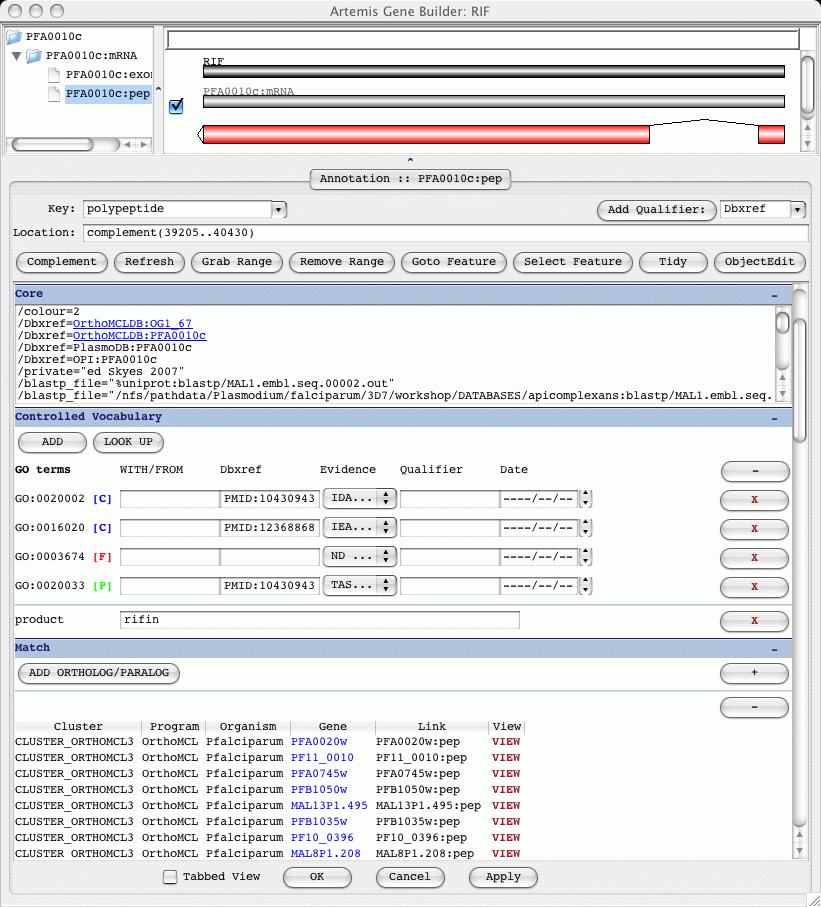 Artemis Gene Builder: RIF
PFA0010c
PFA0010c:mRNA
PFA0010c:exo
PFA0010c:pep
RIF
PFA0010c:mRNA
Annotation :: PFA0010c:pep
Key: polypeptide Add Qualifier: Dbxref
Location: complement(39205..40430)
Complement Refresh Grab Range Remove Range Goto Feature Select Feature Tidy ObjectEdit
Core –
/colour=2
/Dbxref=OrthoMCLDB:OG1_67
/Dbxref=OrthoMCLDB:PFA0010c
/Dbxref=PlasmoDB:PFA0010c
/Dbxref=OPI:PFA0010c
/private="ed Skyes 2007"
/blastp_file="%uniprot:blastp/MAL1.embl.seq.00002.out"
/blastp_file="/nfs/pathdata/Plasmodium/falciparum/3D7/workshop/DATABASES/apicomplexans:blastp/MAL1.embl.seq.
Controlled Vocabulary –
ADD LOOK UP
GO terms WITH/FROM Dbxref Evidence Qualifier Date –
GO:0020002 [C] PMID:10430943 IDA... ----/--/-- X
GO:0016020 [C] PMID:12368868 IEA... ----/--/-- X
GO:0003674 [F] ND ... ----/--/-- X
GO:0020033 [P] PMID:10430943 TAS... ----/--/-- X
product rifin X
Match –
ADD ORTHOLOG/PARALOG +
–
Cluster Program Organism Gene Link View
CLUSTER_ORTHOMCL3 OrthoMCL Pfalciparum PFA0020w PFA0020w:pep VIEW
CLUSTER_ORTHOMCL3 OrthoMCL Pfalciparum PF11_0010 PF11_0010:pep VIEW
CLUSTER_ORTHOMCL3 OrthoMCL Pfalciparum PFA0745w PFA0745w:pep VIEW
CLUSTER_ORTHOMCL3 OrthoMCL Pfalciparum PFB1050w PFB1050w:pep VIEW
CLUSTER_ORTHOMCL3 OrthoMCL Pfalciparum MAL13P1.495 MAL13P1.495:pep VIEW
CLUSTER_ORTHOMCL3 OrthoMCL Pfalciparum PFB1035w PFB1035w:pep VIEW
CLUSTER_ORTHOMCL3 OrthoMCL Pfalciparum PF10_0396 PF10_0396:pep VIEW
CLUSTER_ORTHOMCL3 OrthoMCL Pfalciparum MAL8P1.208 MAL8P1.208:pep VIEW
Tabbed View OK Cancel Apply